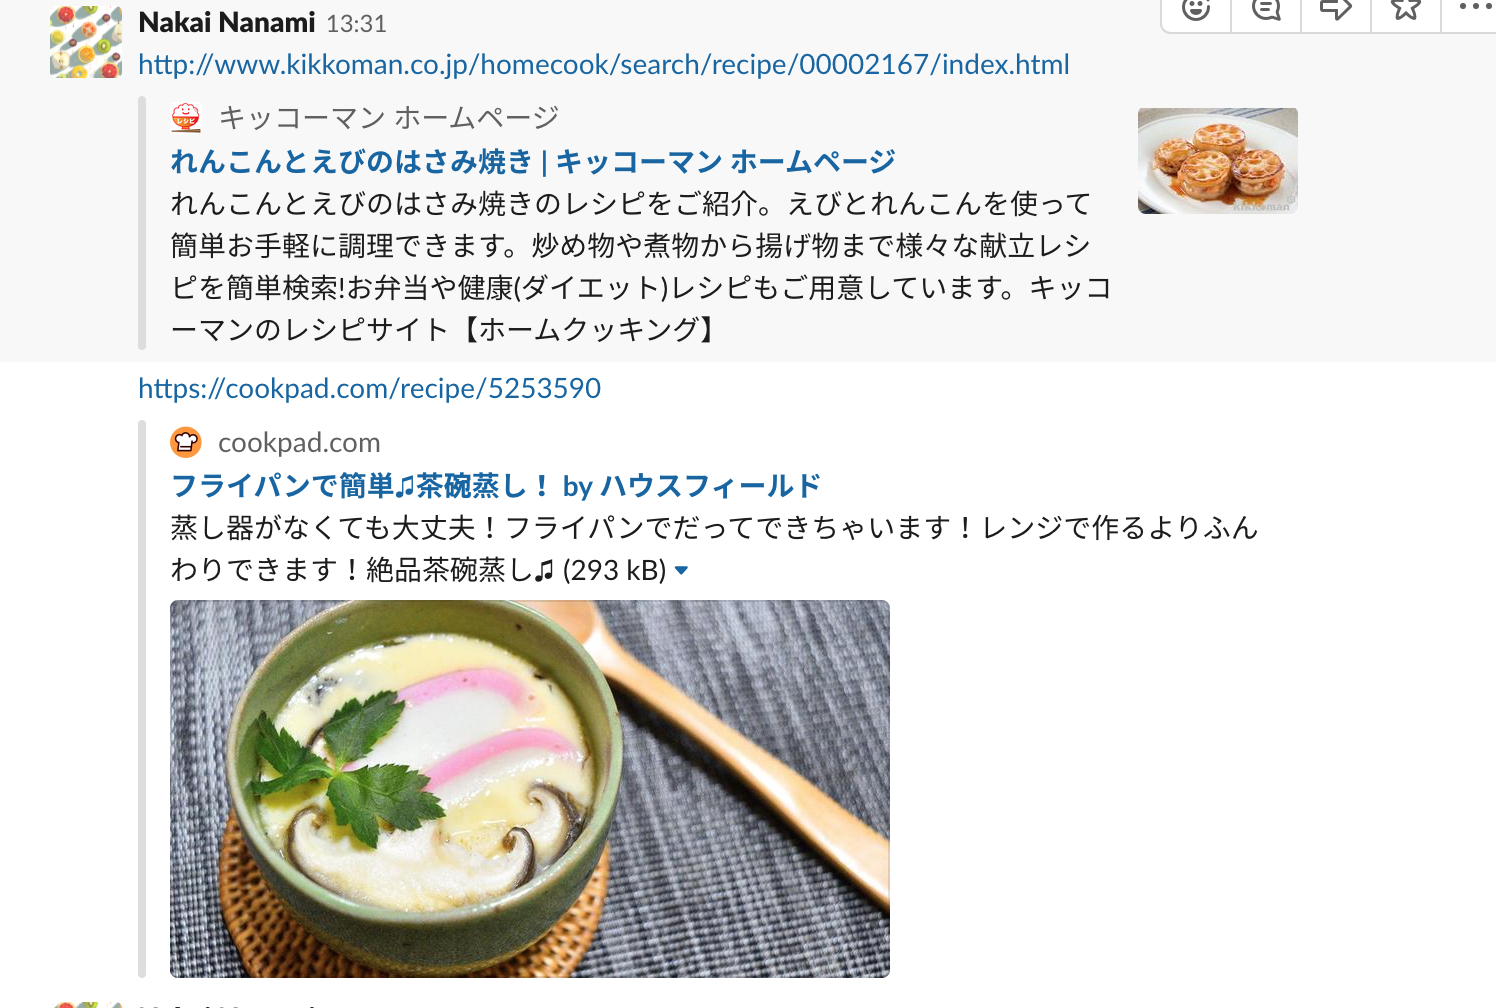 Nakai Nanami 13:31
http://www.kikkoman.co.jp/homecook/search/recipe/00002167/index.html
レシピ
キッコーマン ホームページ
れんこんとえびのはさみ焼き | キッコーマン ホームページ
れんこんとえびのはさみ焼きのレシピをご紹介。えびとれんこんを使って
簡単お手軽に調理できます。炒め物や煮物から揚げ物まで様々な献立レシ
ピを簡単検索!お弁当や健康(ダイエット)レシピもご用意しています。キッコ
ーマンのレシピサイト【ホームクッキング】
kikkoman
https://cookpad.com/recipe/5253590
cookpad.com
フライパンで簡単♫茶碗蒸し！ by ハウスフィールド
蒸し器がなくても大丈夫！フライパンでだってできちゃいます！レンジで作るよりふん
わりできます！絶品茶碗蒸し♫ (293 kB)